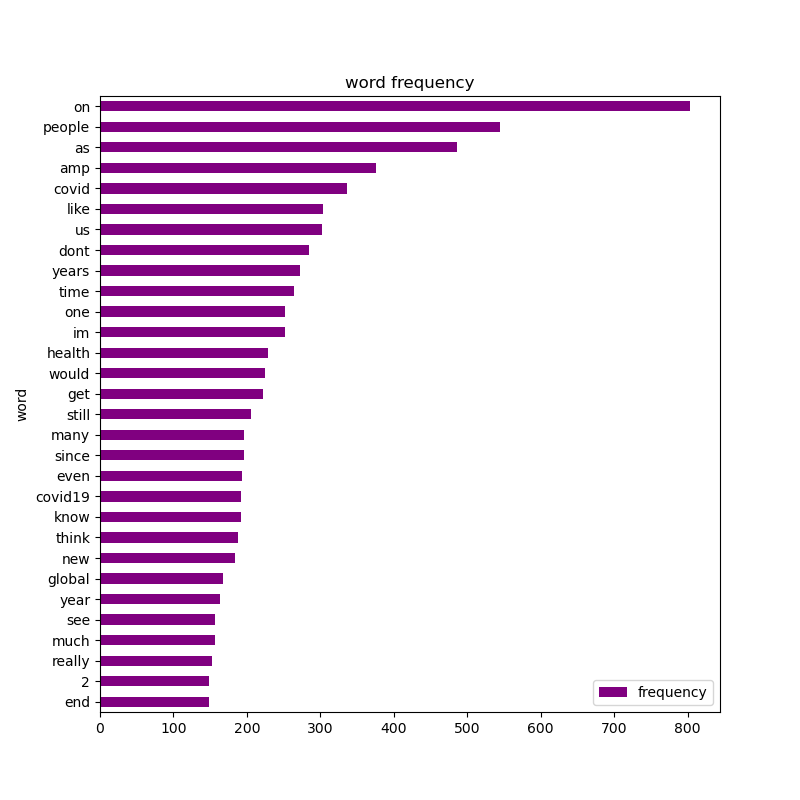 word frequency
on
people
as
amp
covid
like
us
dont
years
time
one
im
health
would
get
still
many
since
even
covid19
know
think
new
global
year
see
much
really
2
end
word
frequency
0 100 200 300 400 500 600 700 800